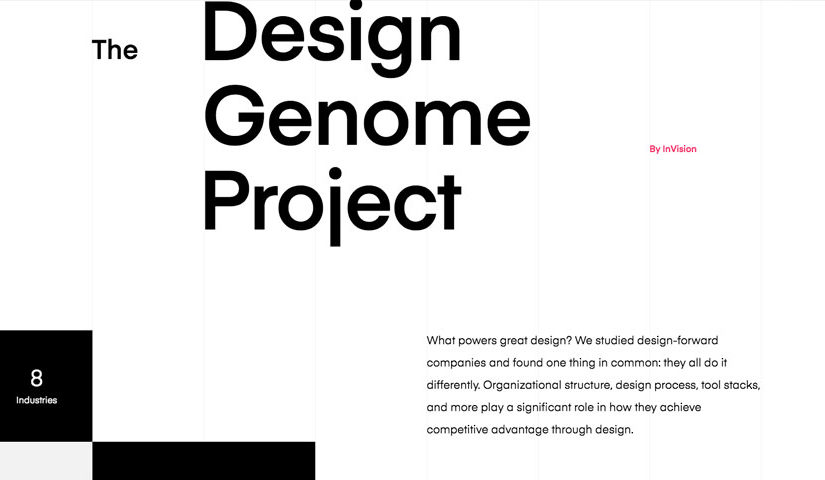 The
Design
Genome
Project
By InVision
What powers great design? We studied design-forward
companies and found one thing in common: they all do it
differently. Organizational structure, design process, tool stacks,
and more play a significant role in how they achieve
competitive advantage through design.
8
Industries